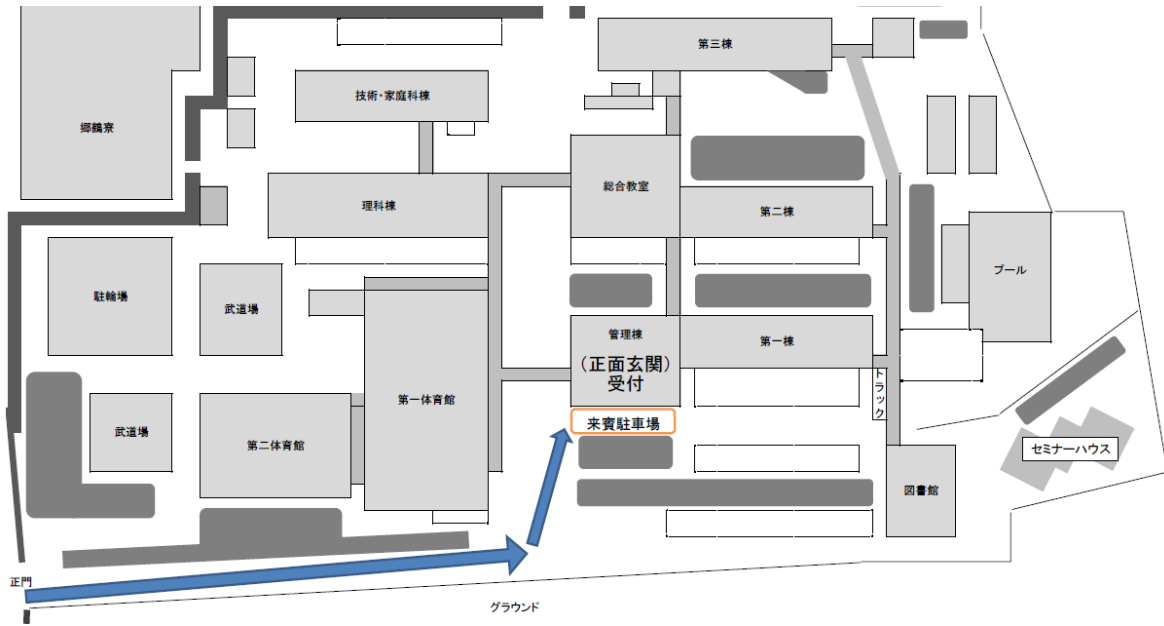 第三棟
技術・家庭科棟
郷鶴寮
総合教室
理科棟
第二棟
プール
駐輪場
武道場
管理棟
（正面玄関）
受付
第一棟
トラック
第一体育館
来賓駐車場
武道場
第二体育館
セミナーハウス
図書館
正門
グラウンド